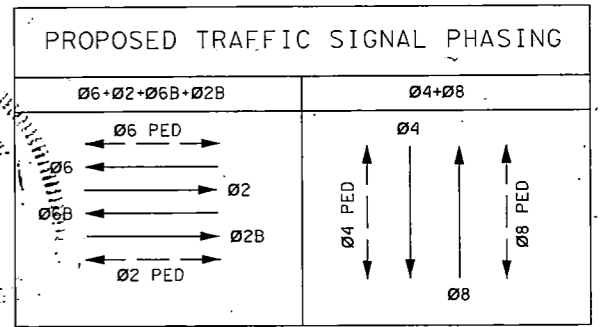 PROPOSED TRAFFIC SIGNAL PHASING
Ø6+Ø2+Ø6B+Ø2B
Ø4+Ø8
Ø6 PED
Ø6
Ø2
Ø6B
Ø2B
Ø2 PED
Ø4
Ø4 PED
Ø8 PED
Ø8